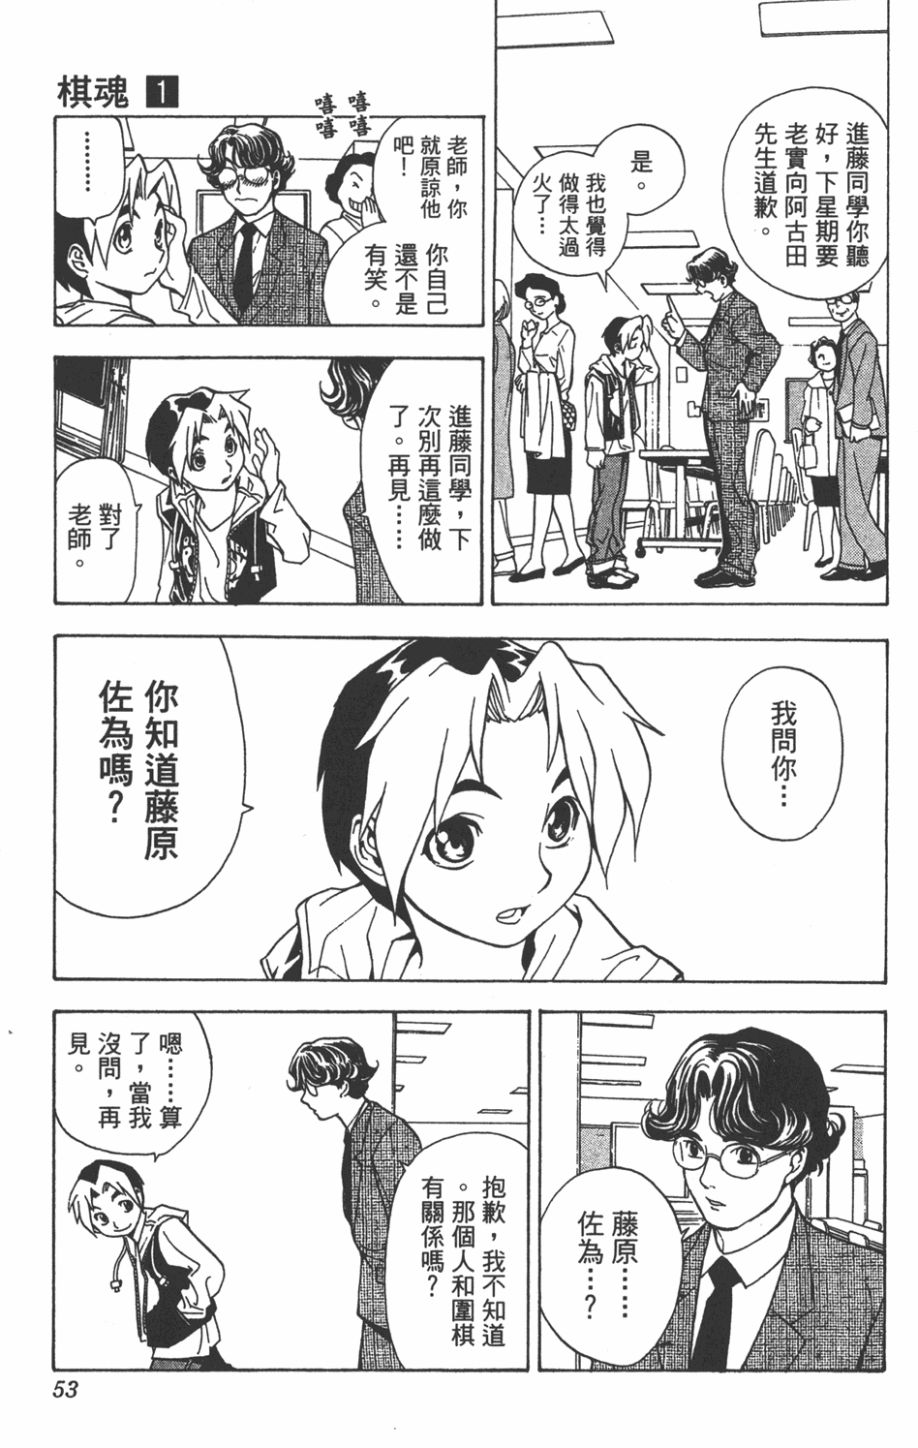 棋魂 1
進藤同學你聽
好，下星期要
老實向阿古田
先生道歉。
是。
我也覺得
做得太過
火了…
嘻嘻
嘻嘻
老師，你
就原諒他
吧！
你自己
還不是
有笑。
………
進藤同學，下
次別再這麼做
了。再見……
對了
老師。
我問你…
你知道藤原
佐為嗎？
藤原……
佐為…？
抱歉，我不知道
。那個人和圍棋
有關係嗎？
嗯……算
了，當我
沒問，再
見。
53